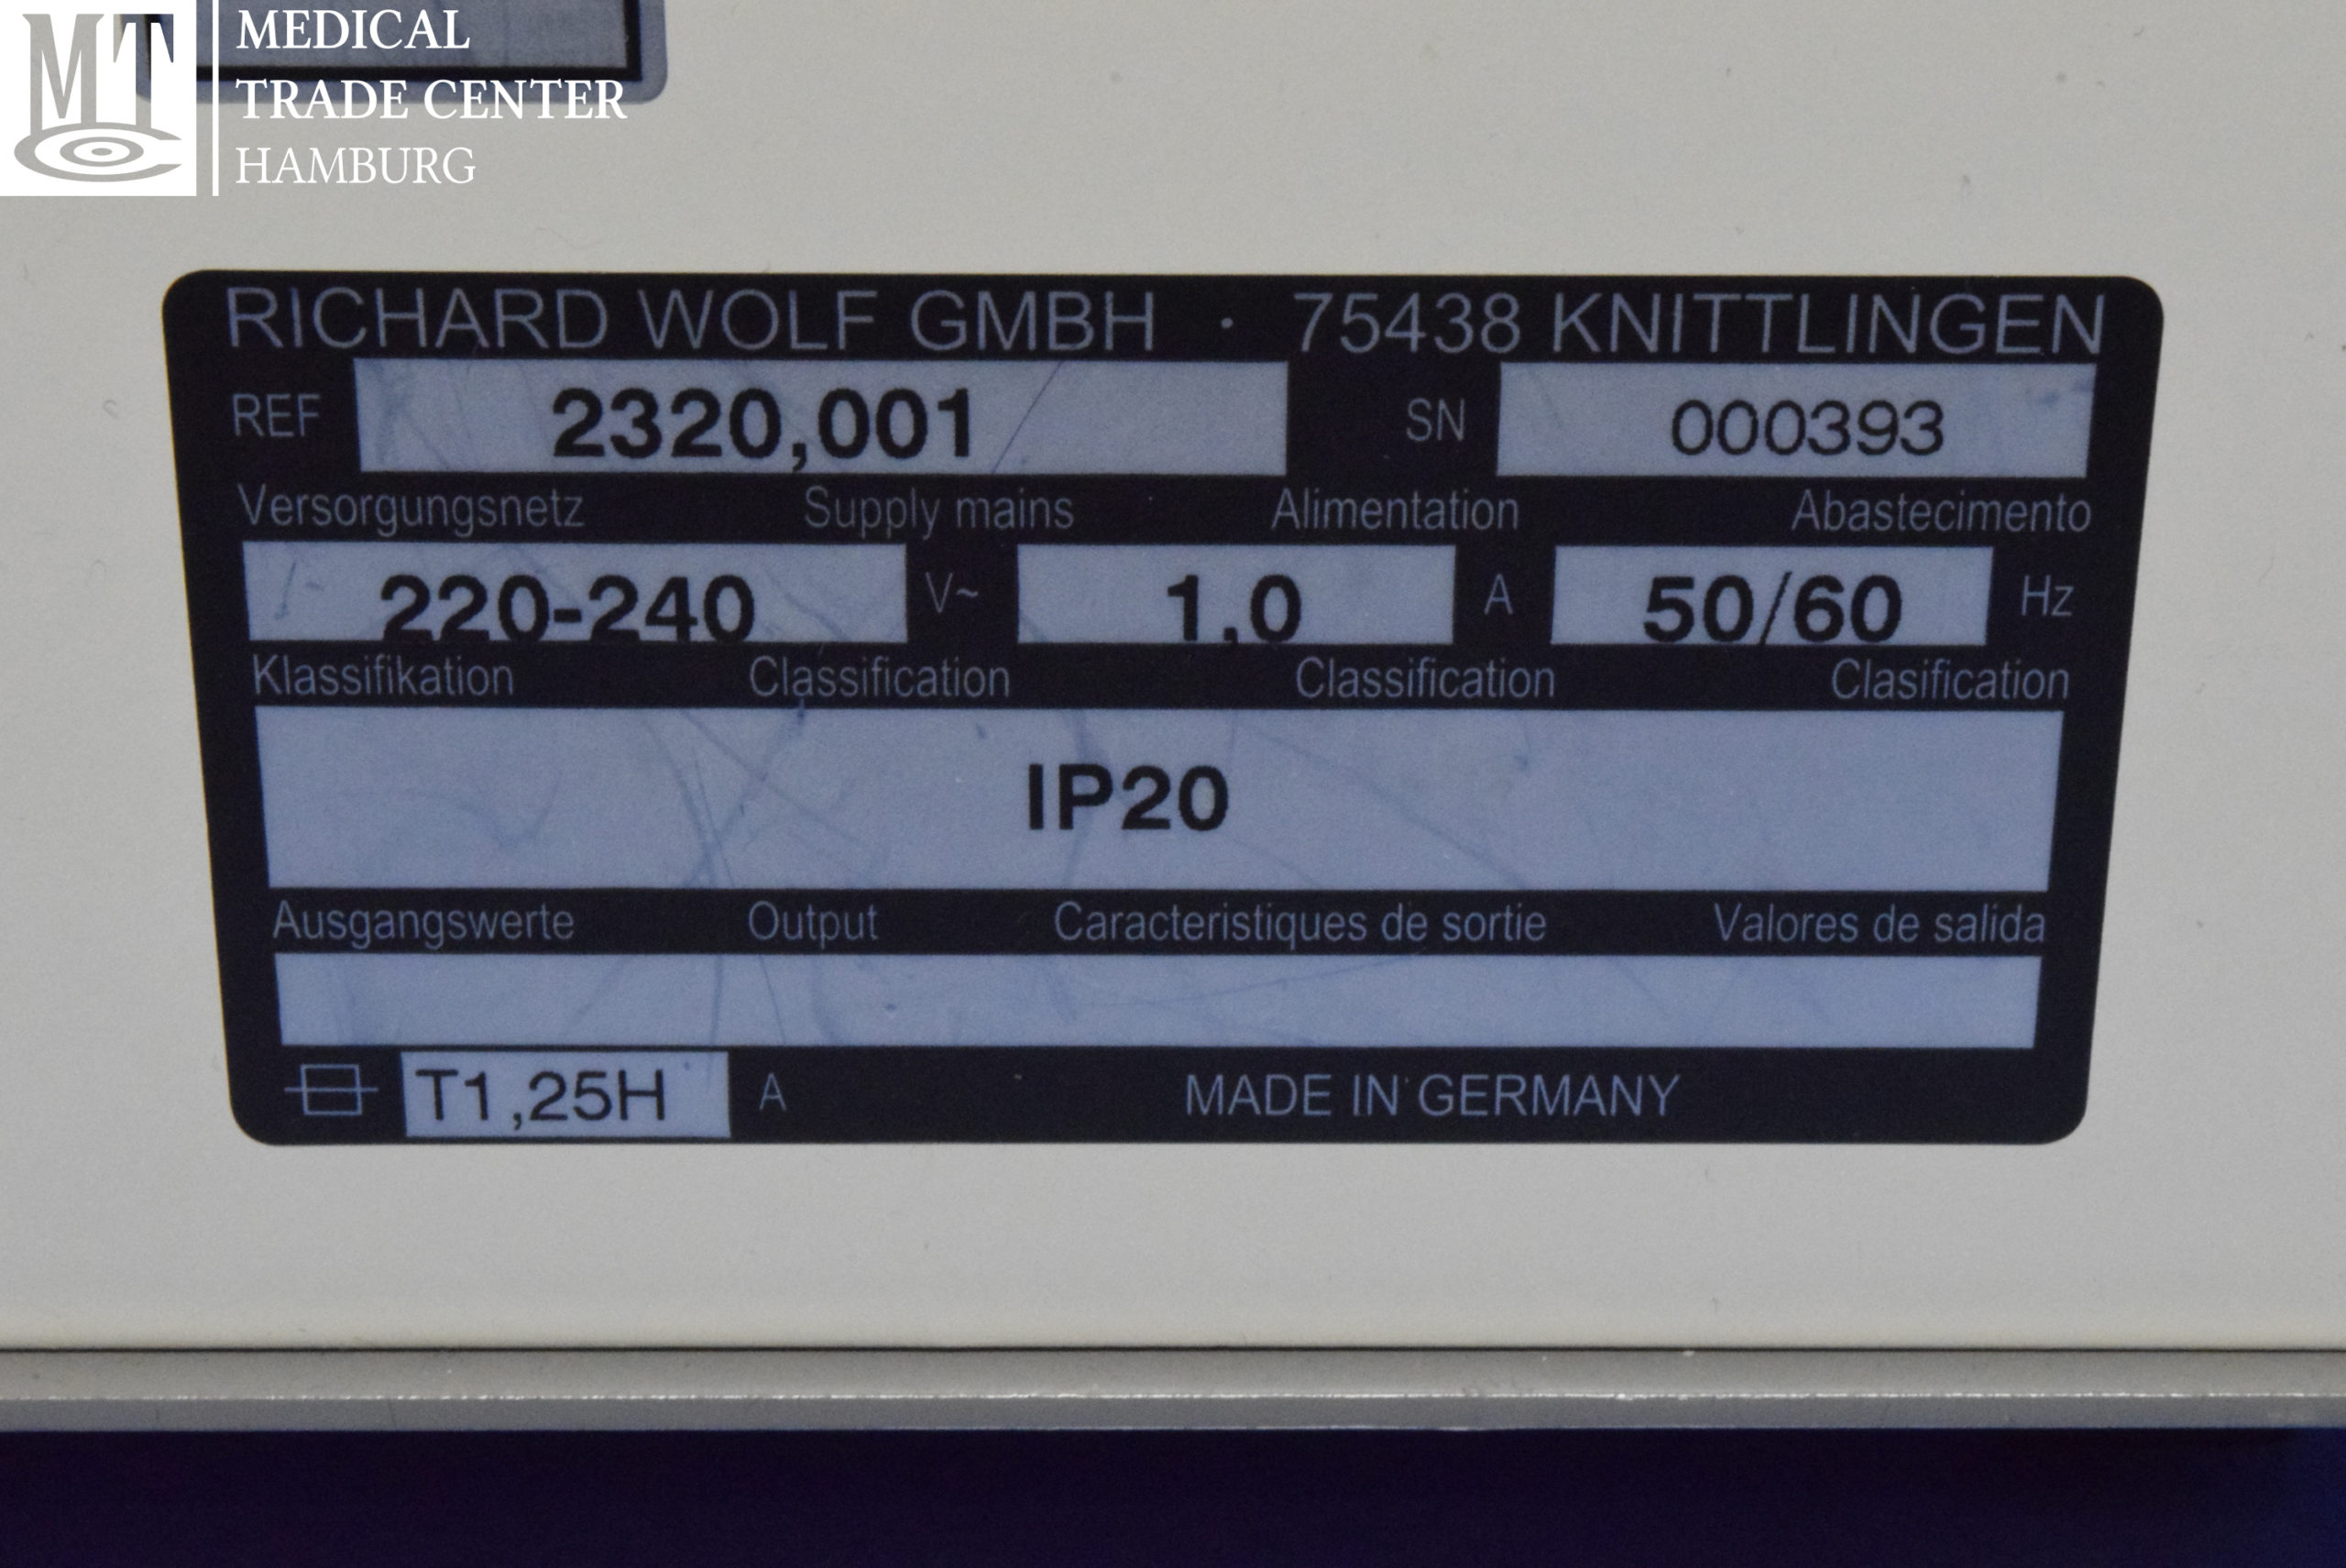 MTC
MEDICAL
TRADE CENTER
HAMBURG
RICHARD WOLF GMBH · 75438 KNITTLINGEN
REF 2320,001 SN 000393
Versorgungsnetz Supply mains Alimentation Abastecimento
220-240 V~ 1,0 A 50/60 Hz
Klassifikation Classification Classification Clasification
IP20
Ausgangswerte Output Caracteristiques de sortie Valores de salida
T1,25H A MADE IN GERMANY